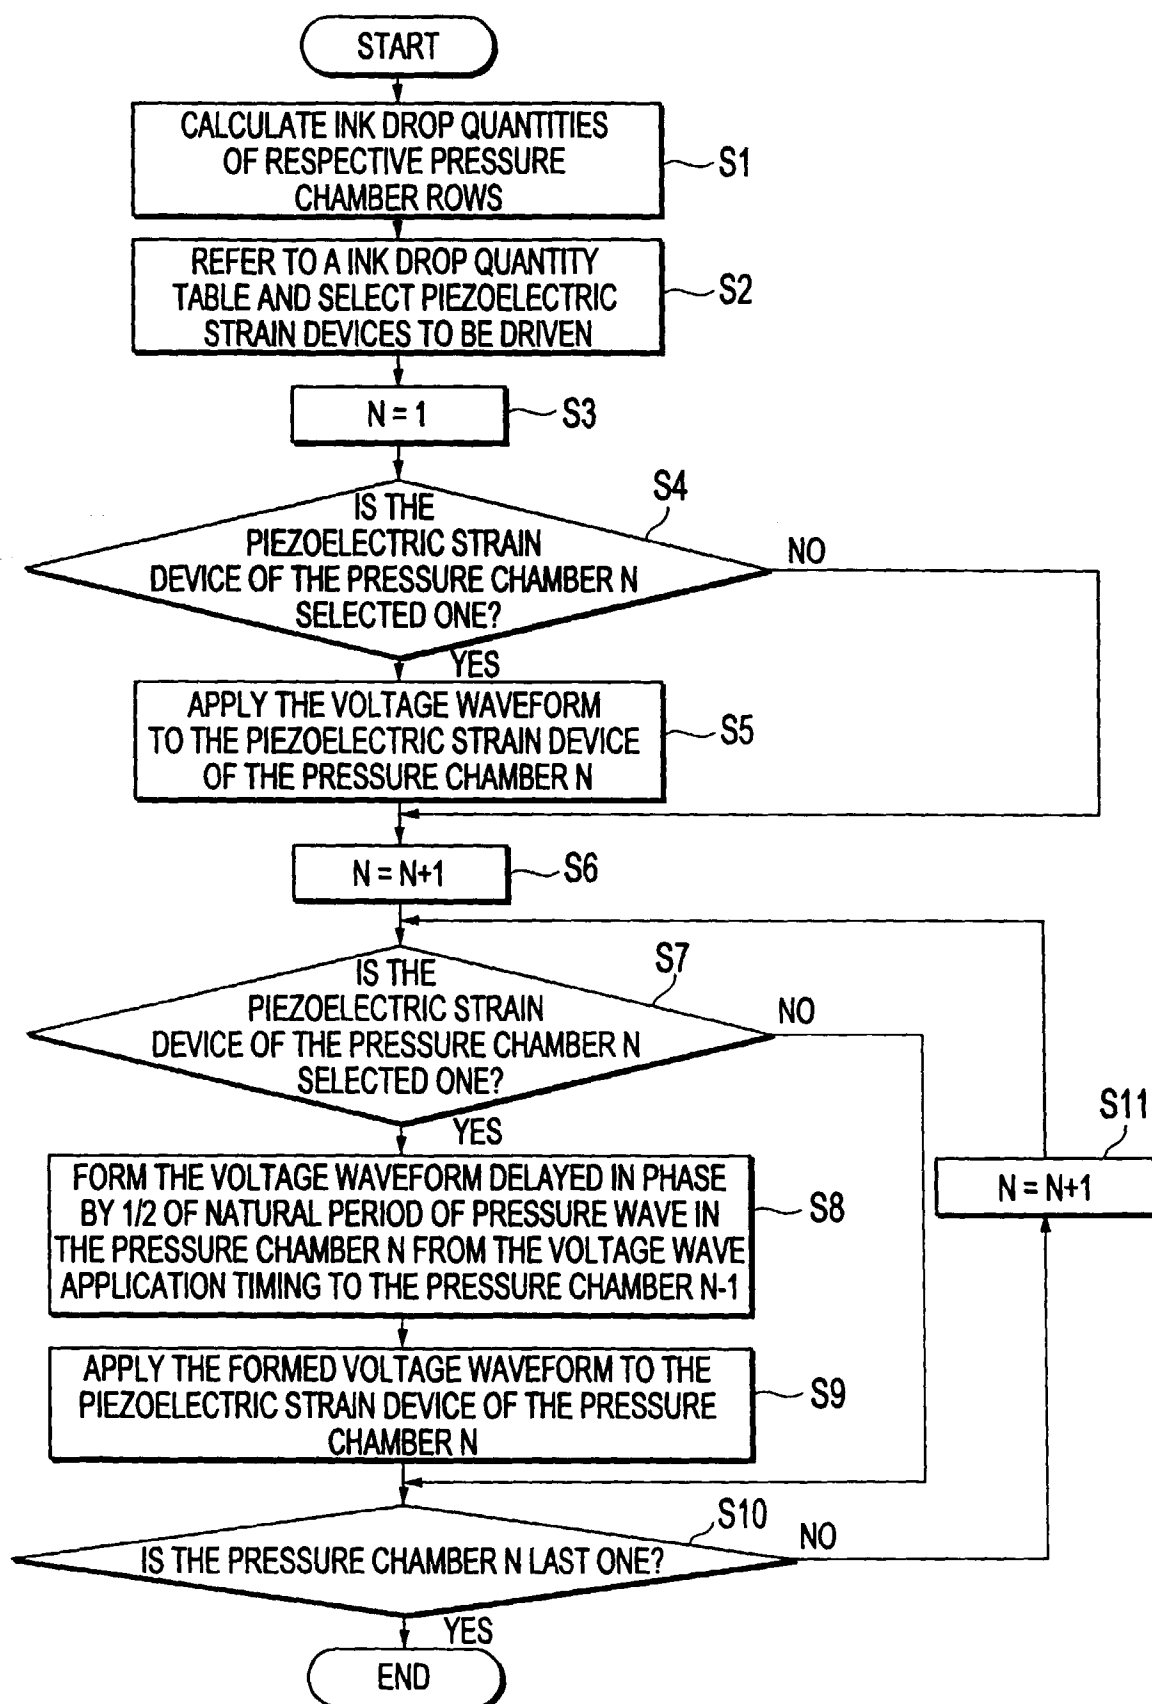 START
CALCULATE INK DROP QUANTITIES
OF RESPECTIVE PRESSURE
CHAMBER ROWS
S1
REFER TO A INK DROP QUANTITY
TABLE AND SELECT PIEZOELECTRIC
STRAIN DEVICES TO BE DRIVEN
S2
N = 1
S3
S4
IS THE
PIEZOELECTRIC STRAIN
DEVICE OF THE PRESSURE CHAMBER N
SELECTED ONE?
NO
YES
APPLY THE VOLTAGE WAVEFORM
TO THE PIEZOELECTRIC STRAIN DEVICE
OF THE PRESSURE CHAMBER N
S5
N = N+1
S6
S7
IS THE
PIEZOELECTRIC STRAIN
DEVICE OF THE PRESSURE CHAMBER N
SELECTED ONE?
NO
YES
S11
N = N+1
FORM THE VOLTAGE WAVEFORM DELAYED IN PHASE
BY 1/2 OF NATURAL PERIOD OF PRESSURE WAVE IN
THE PRESSURE CHAMBER N FROM THE VOLTAGE WAVE
APPLICATION TIMING TO THE PRESSURE CHAMBER N-1
S8
APPLY THE FORMED VOLTAGE WAVEFORM TO THE
PIEZOELECTRIC STRAIN DEVICE OF THE PRESSURE
CHAMBER N
S9
S10
IS THE PRESSURE CHAMBER N LAST ONE?
NO
YES
END